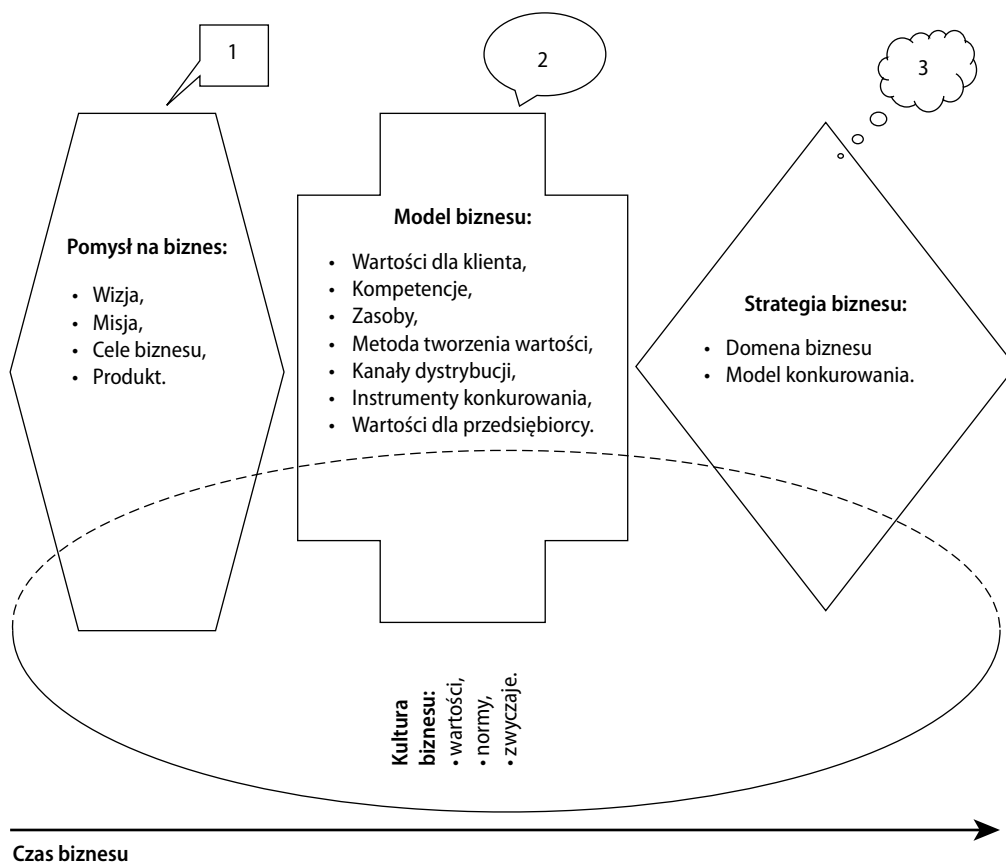 1
2
3
Pomysł na biznes:
• Wizja,
• Misja,
• Cele biznesu,
• Produkt.
Model biznesu:
• Wartości dla klienta,
• Kompetencje,
• Zasoby,
• Metoda tworzenia wartości,
• Kanały dystrybucji,
• Instrumenty konkurowania,
• Wartości dla przedsiębiorcy.
Strategia biznesu:
• Domena biznesu
• Model konkurowania.
Kultura
biznesu:
• wartości,
• normy,
• zwyczaje.
Czas biznesu